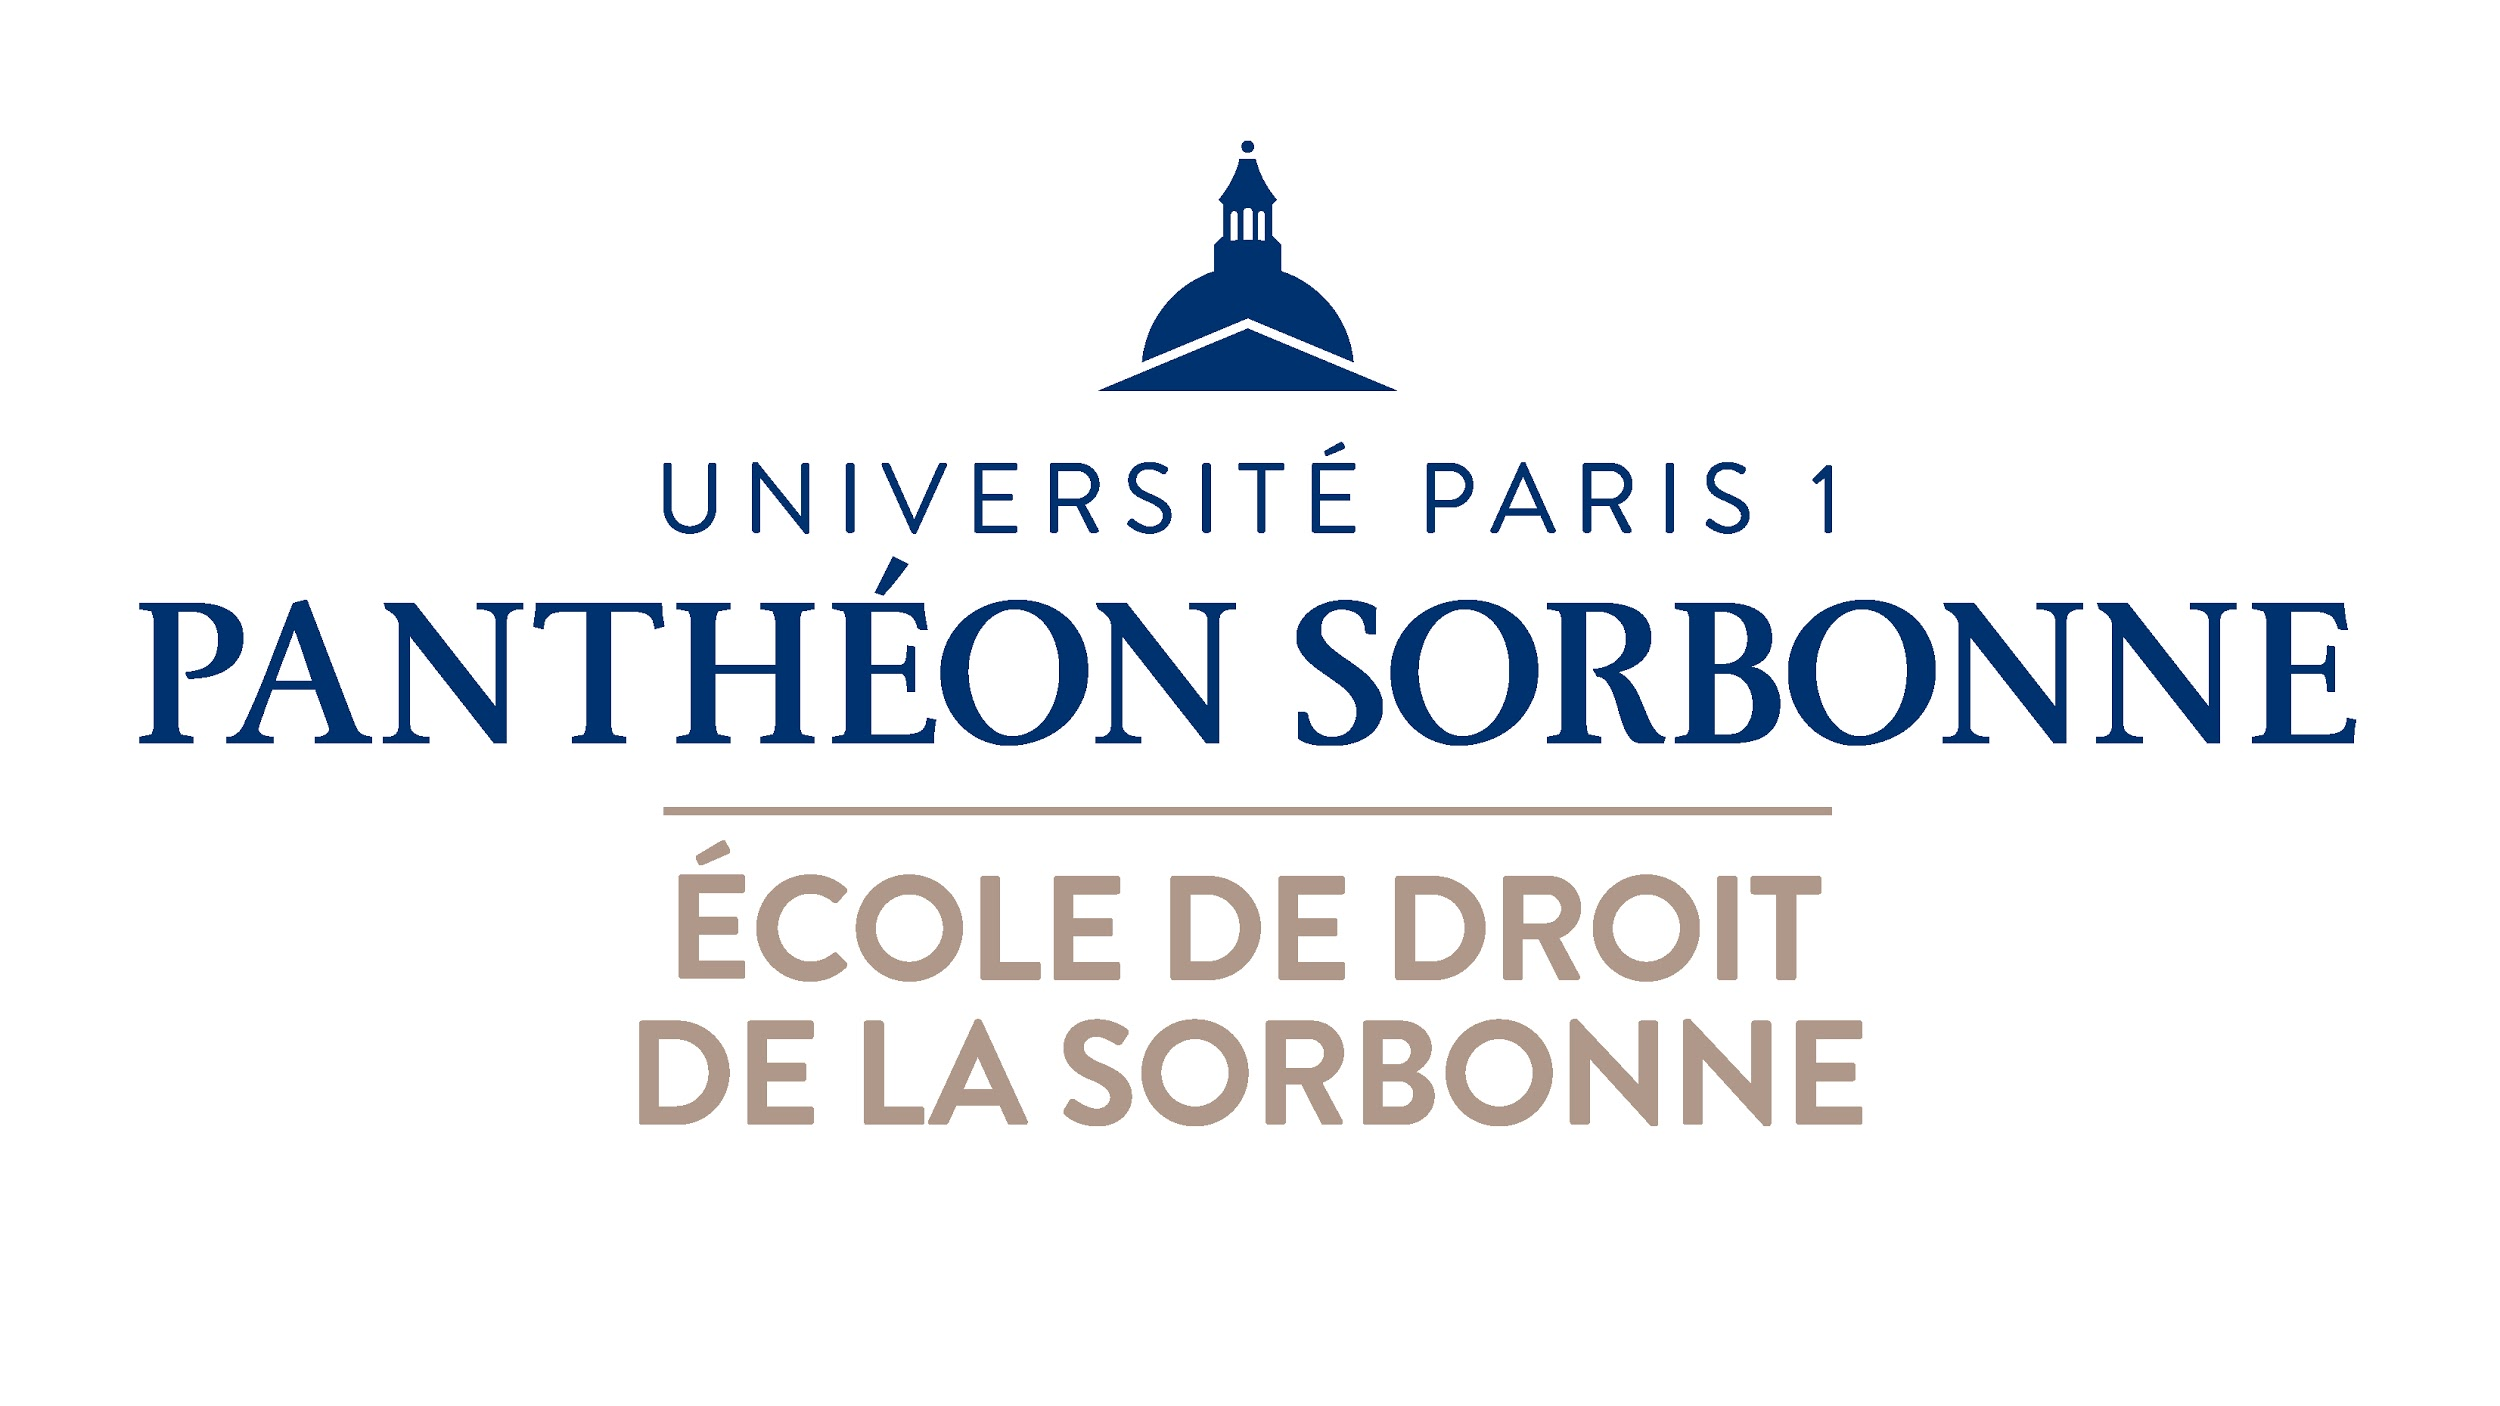 UNIVERSITÉ PARIS 1
PANTHÉON SORBONNE
ÉCOLE DE DROIT
DE LA SORBONNE